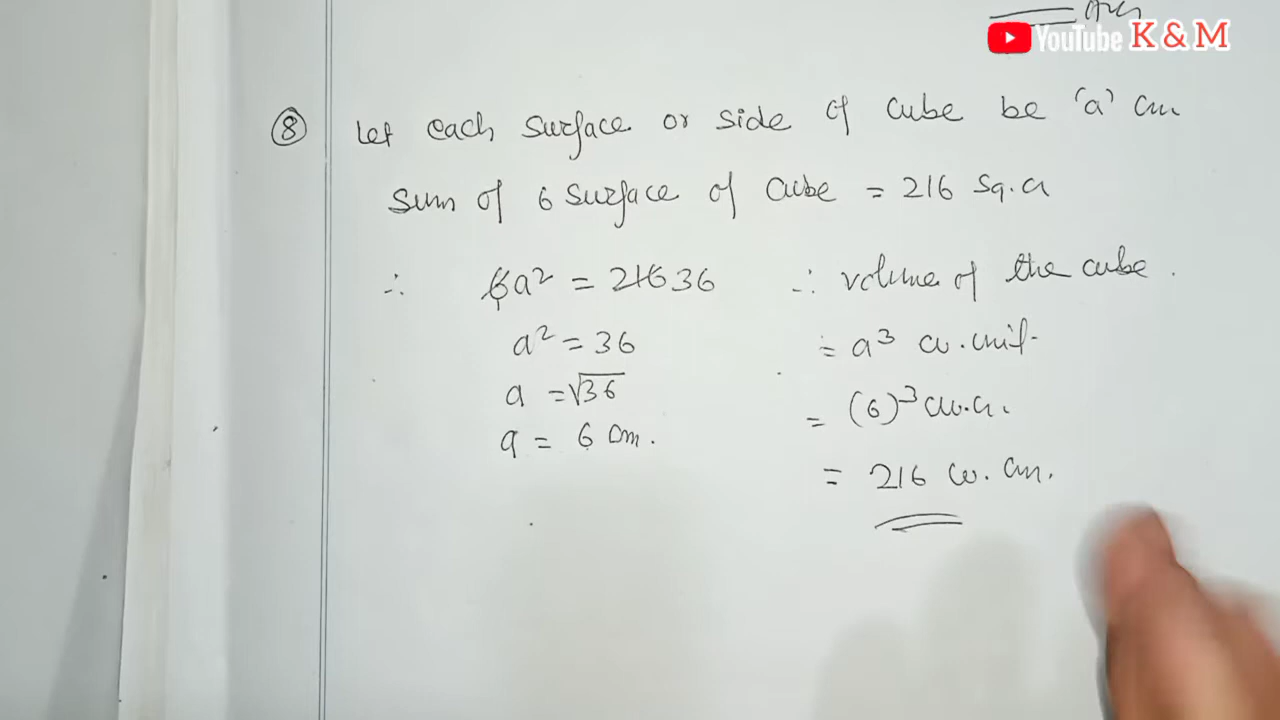 Ans
YouTube K & M
⑧ Let each surface or side of cube be 'a' cm
Sum of 6 surface of cube = 216 Sq.
∴ 6a² = 216 36
a² = 36
a = √36
a = 6 cm.
∴ volume of the cube.
= a³ cu. unit
= (6)³ cu.
= 216 cu. cm.